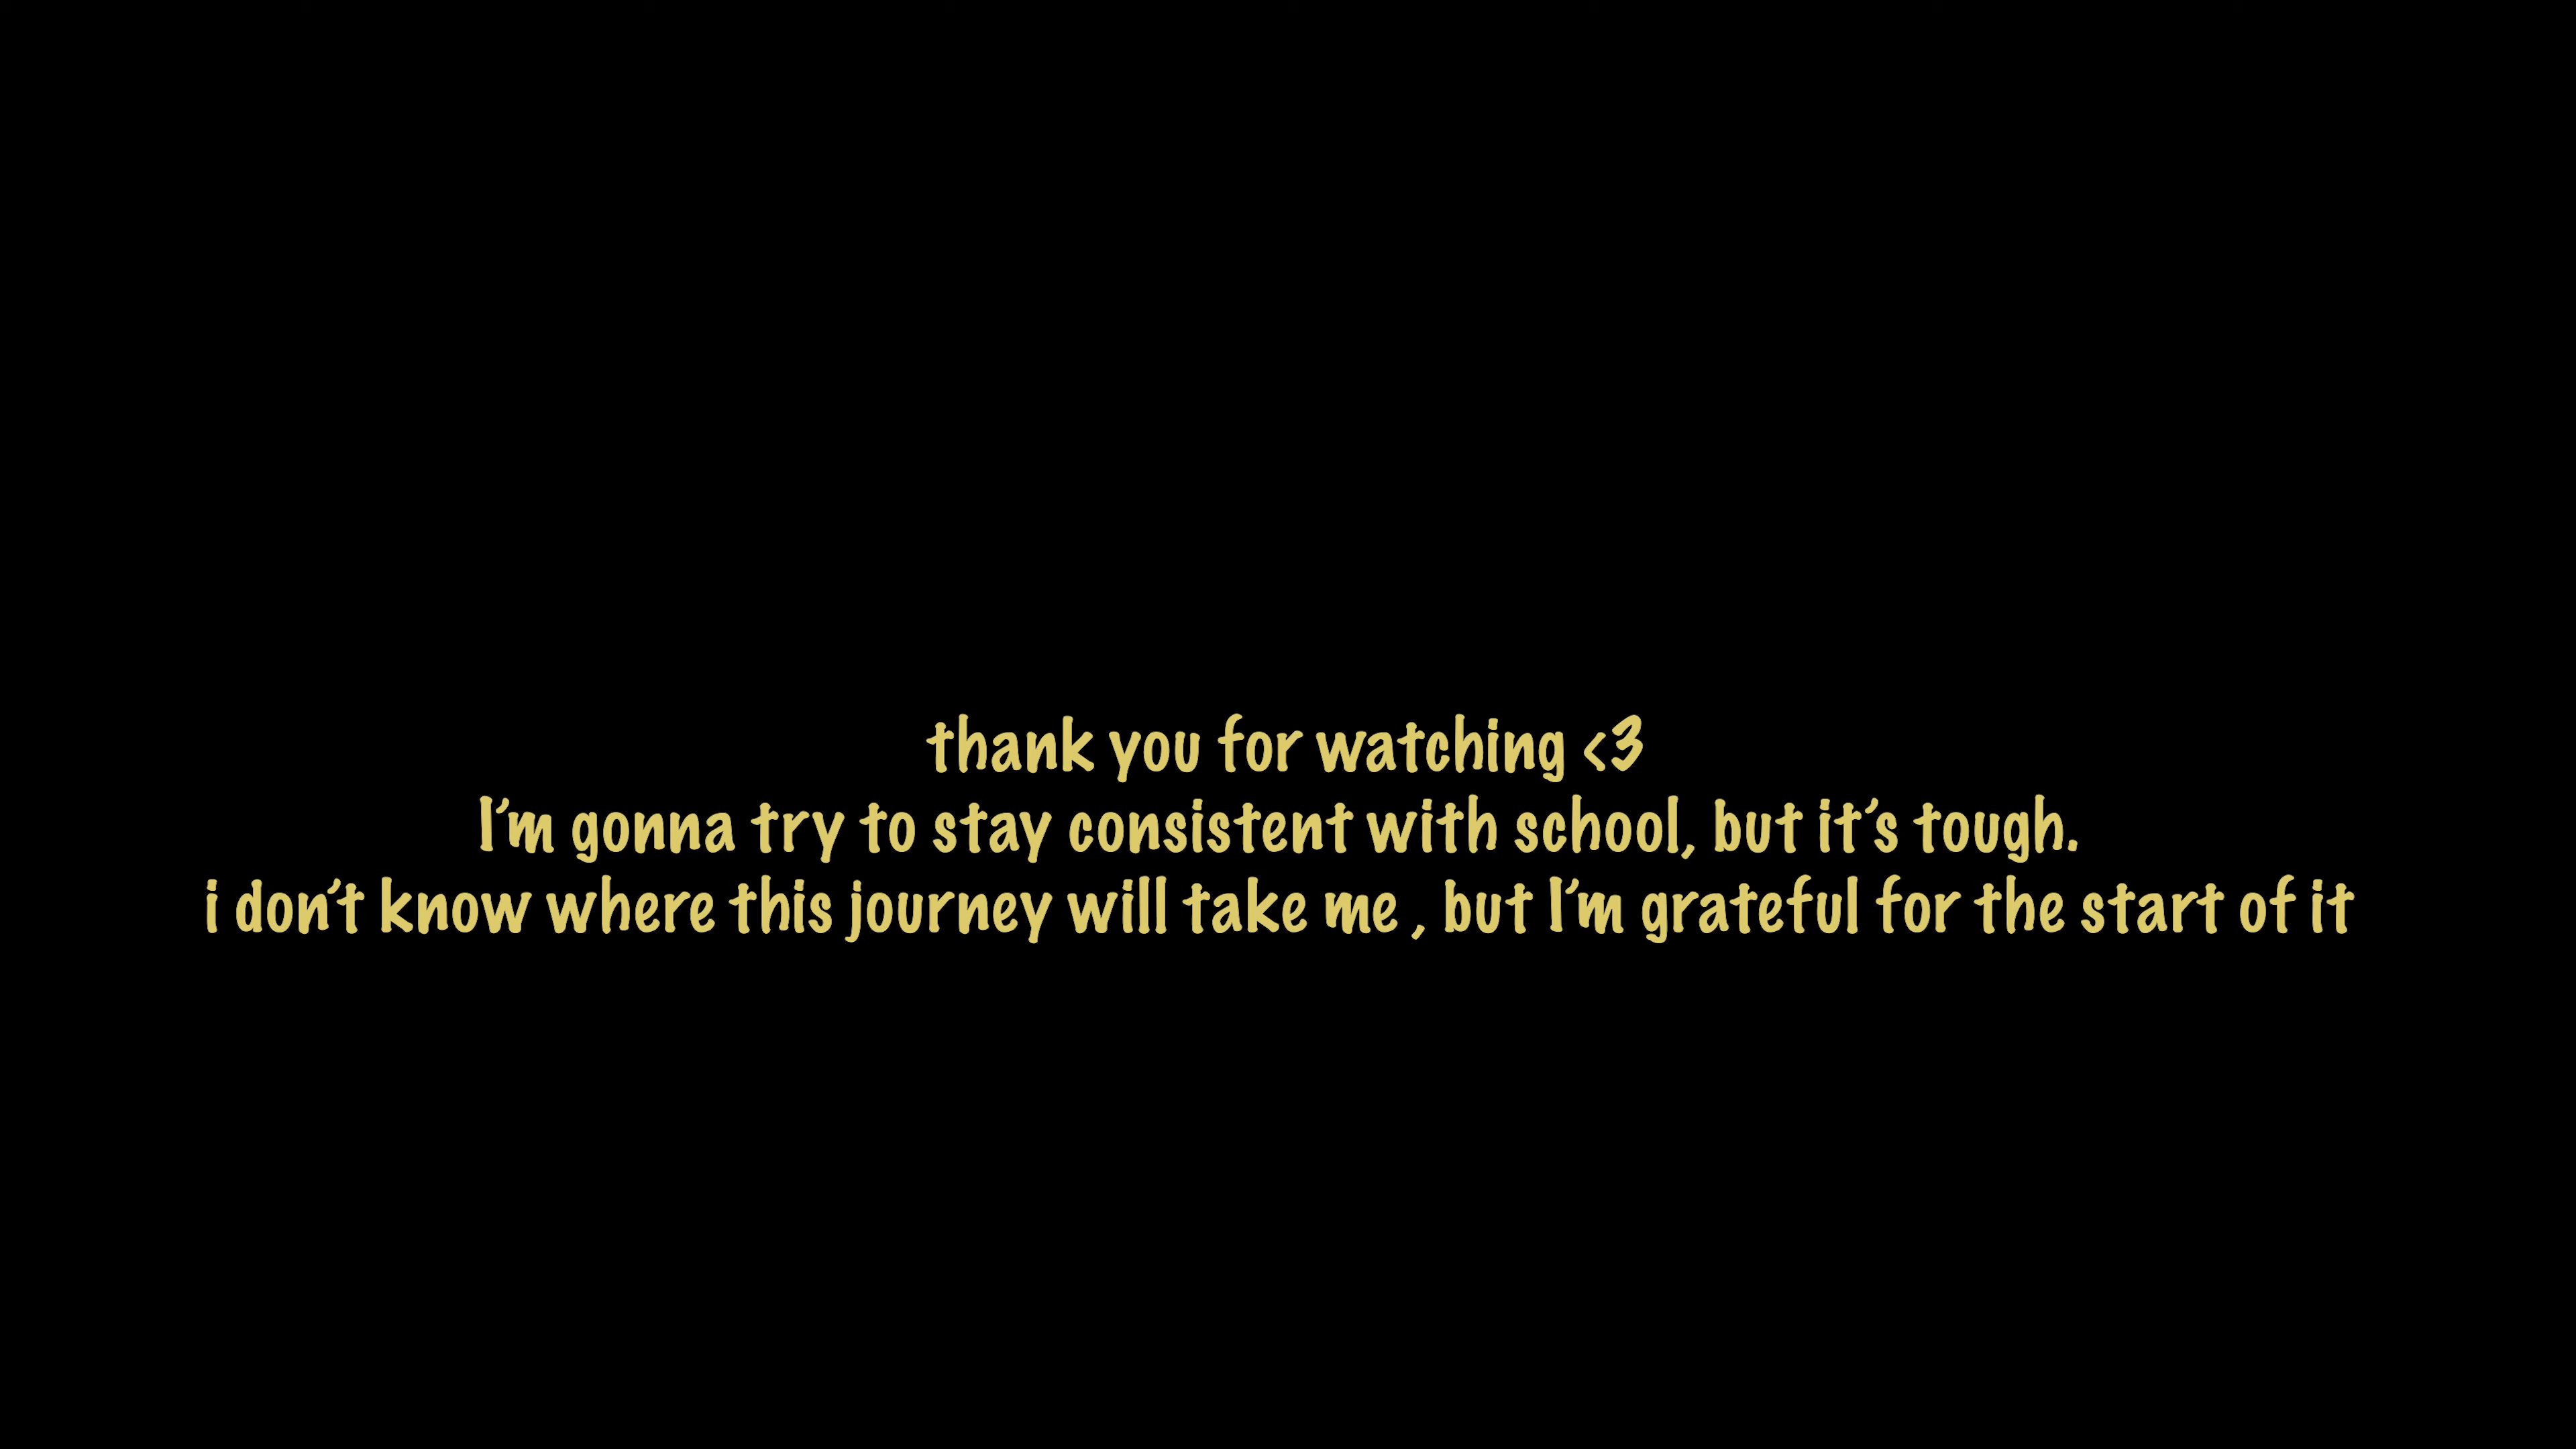 thank you for watching <3
I'm gonna try to stay consistent with school, but it's tough.
i don't know where this journey will take me , but I'm grateful for the start of it